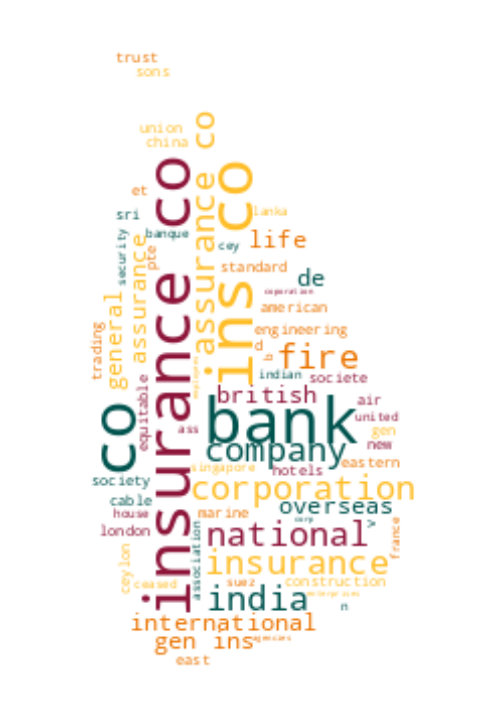 trust
sons
union
china
co
insurance co
ins co
assurance co
et
lanka
sri
banque
cey
life
security
assurance
pte
standard
de
general
corporation
american
trading
engineering
d
fire
indian
societe
equitable
british
air
co
bank
united
ass
gen
company
new
singapore
hotels
eastern
society
corporation
cable
overseas
house
marine
corp
>
london
national
france
association
insurance
ceylon
ceased
suez
construction
enterprises
india
n
international
gen ins
agencies
east